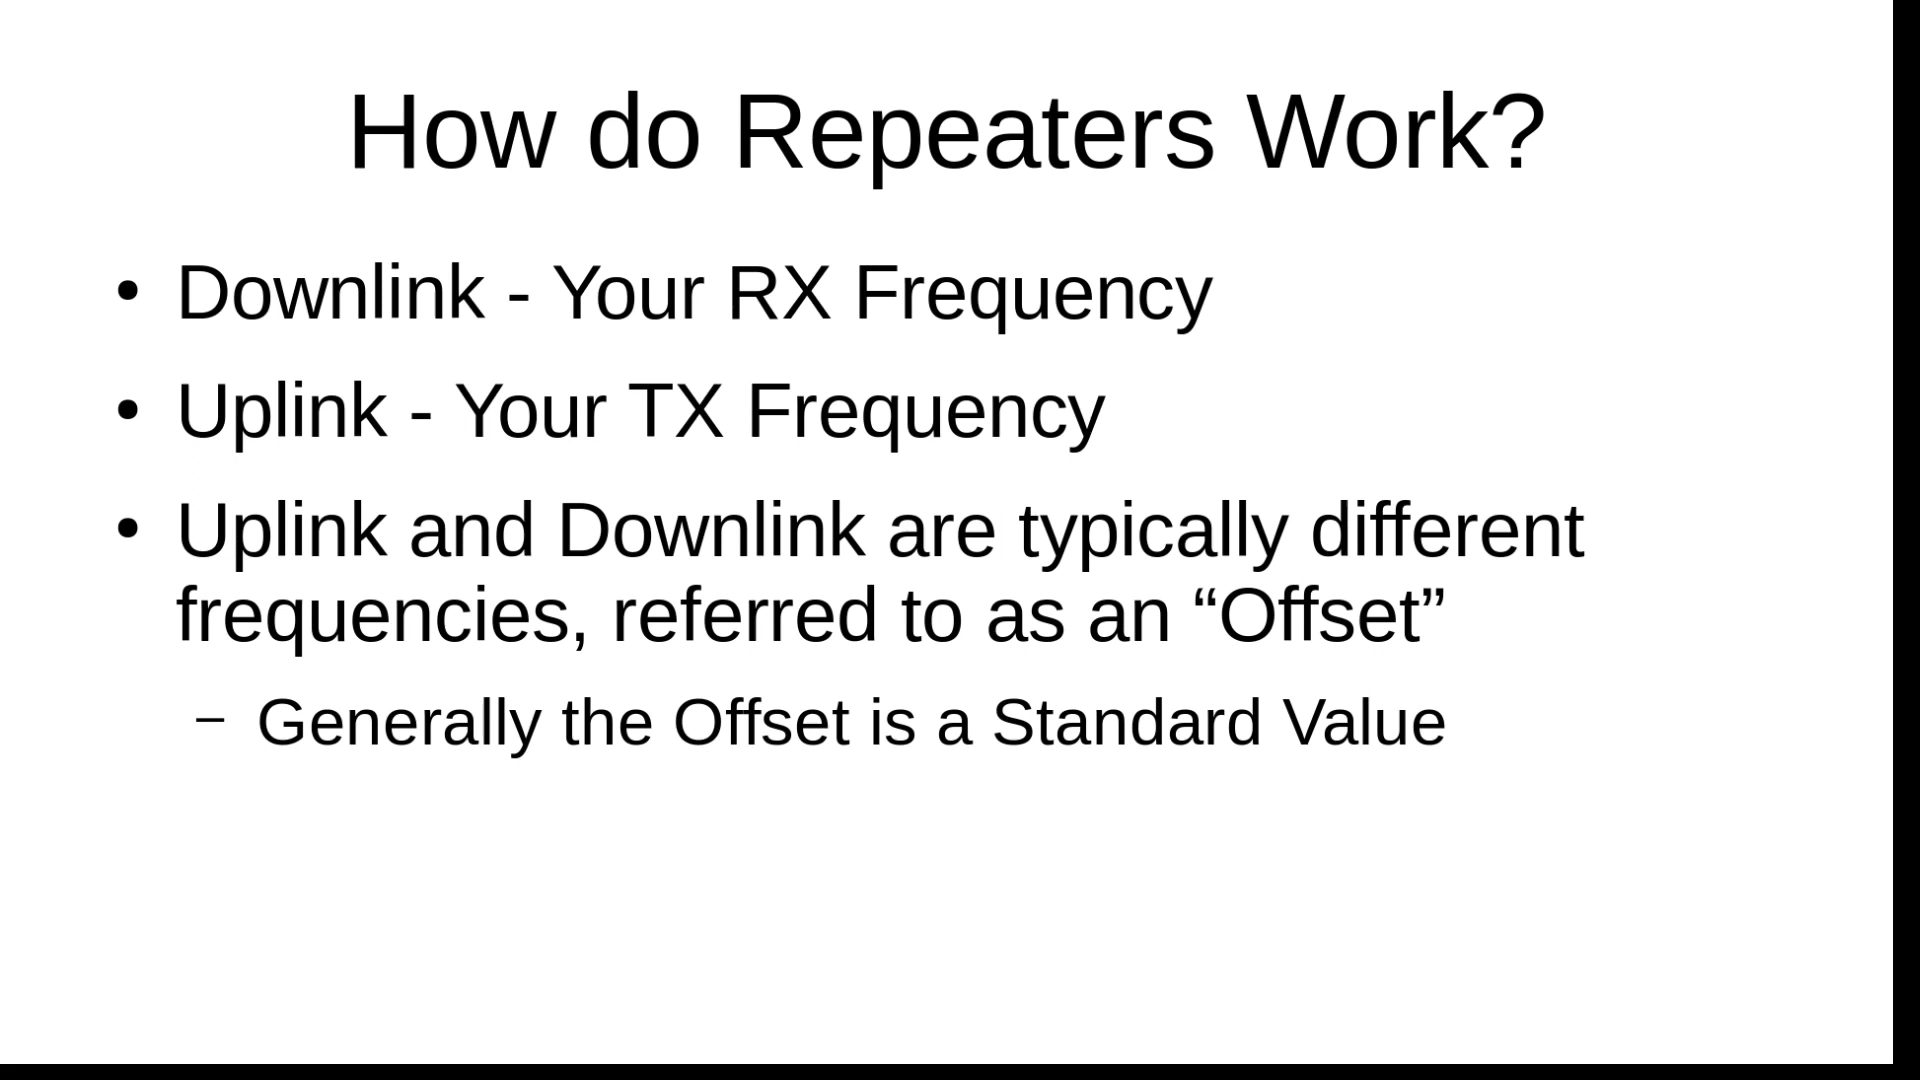 How do Repeaters Work?
• Downlink - Your RX Frequency
• Uplink - Your TX Frequency
• Uplink and Downlink are typically different
frequencies, referred to as an “Offset”
– Generally the Offset is a Standard Value